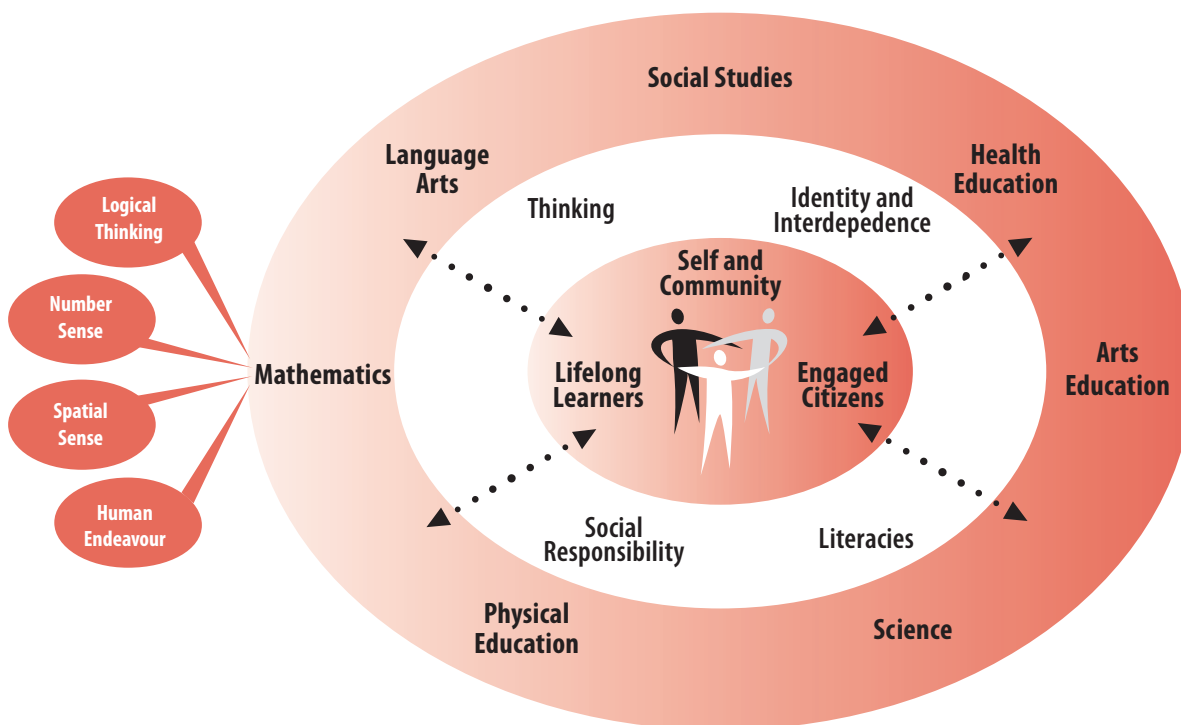 Social Studies
Language
Arts
Health
Education
Thinking
Identity and
Interdepedence
Logical
Thinking
Number
Sense
Spatial
Sense
Human
Endeavour
Mathematics
Self and
Community
Lifelong
Learners
Engaged
Citizens
Arts
Education
Social
Responsibility
Literacies
Physical
Education
Science